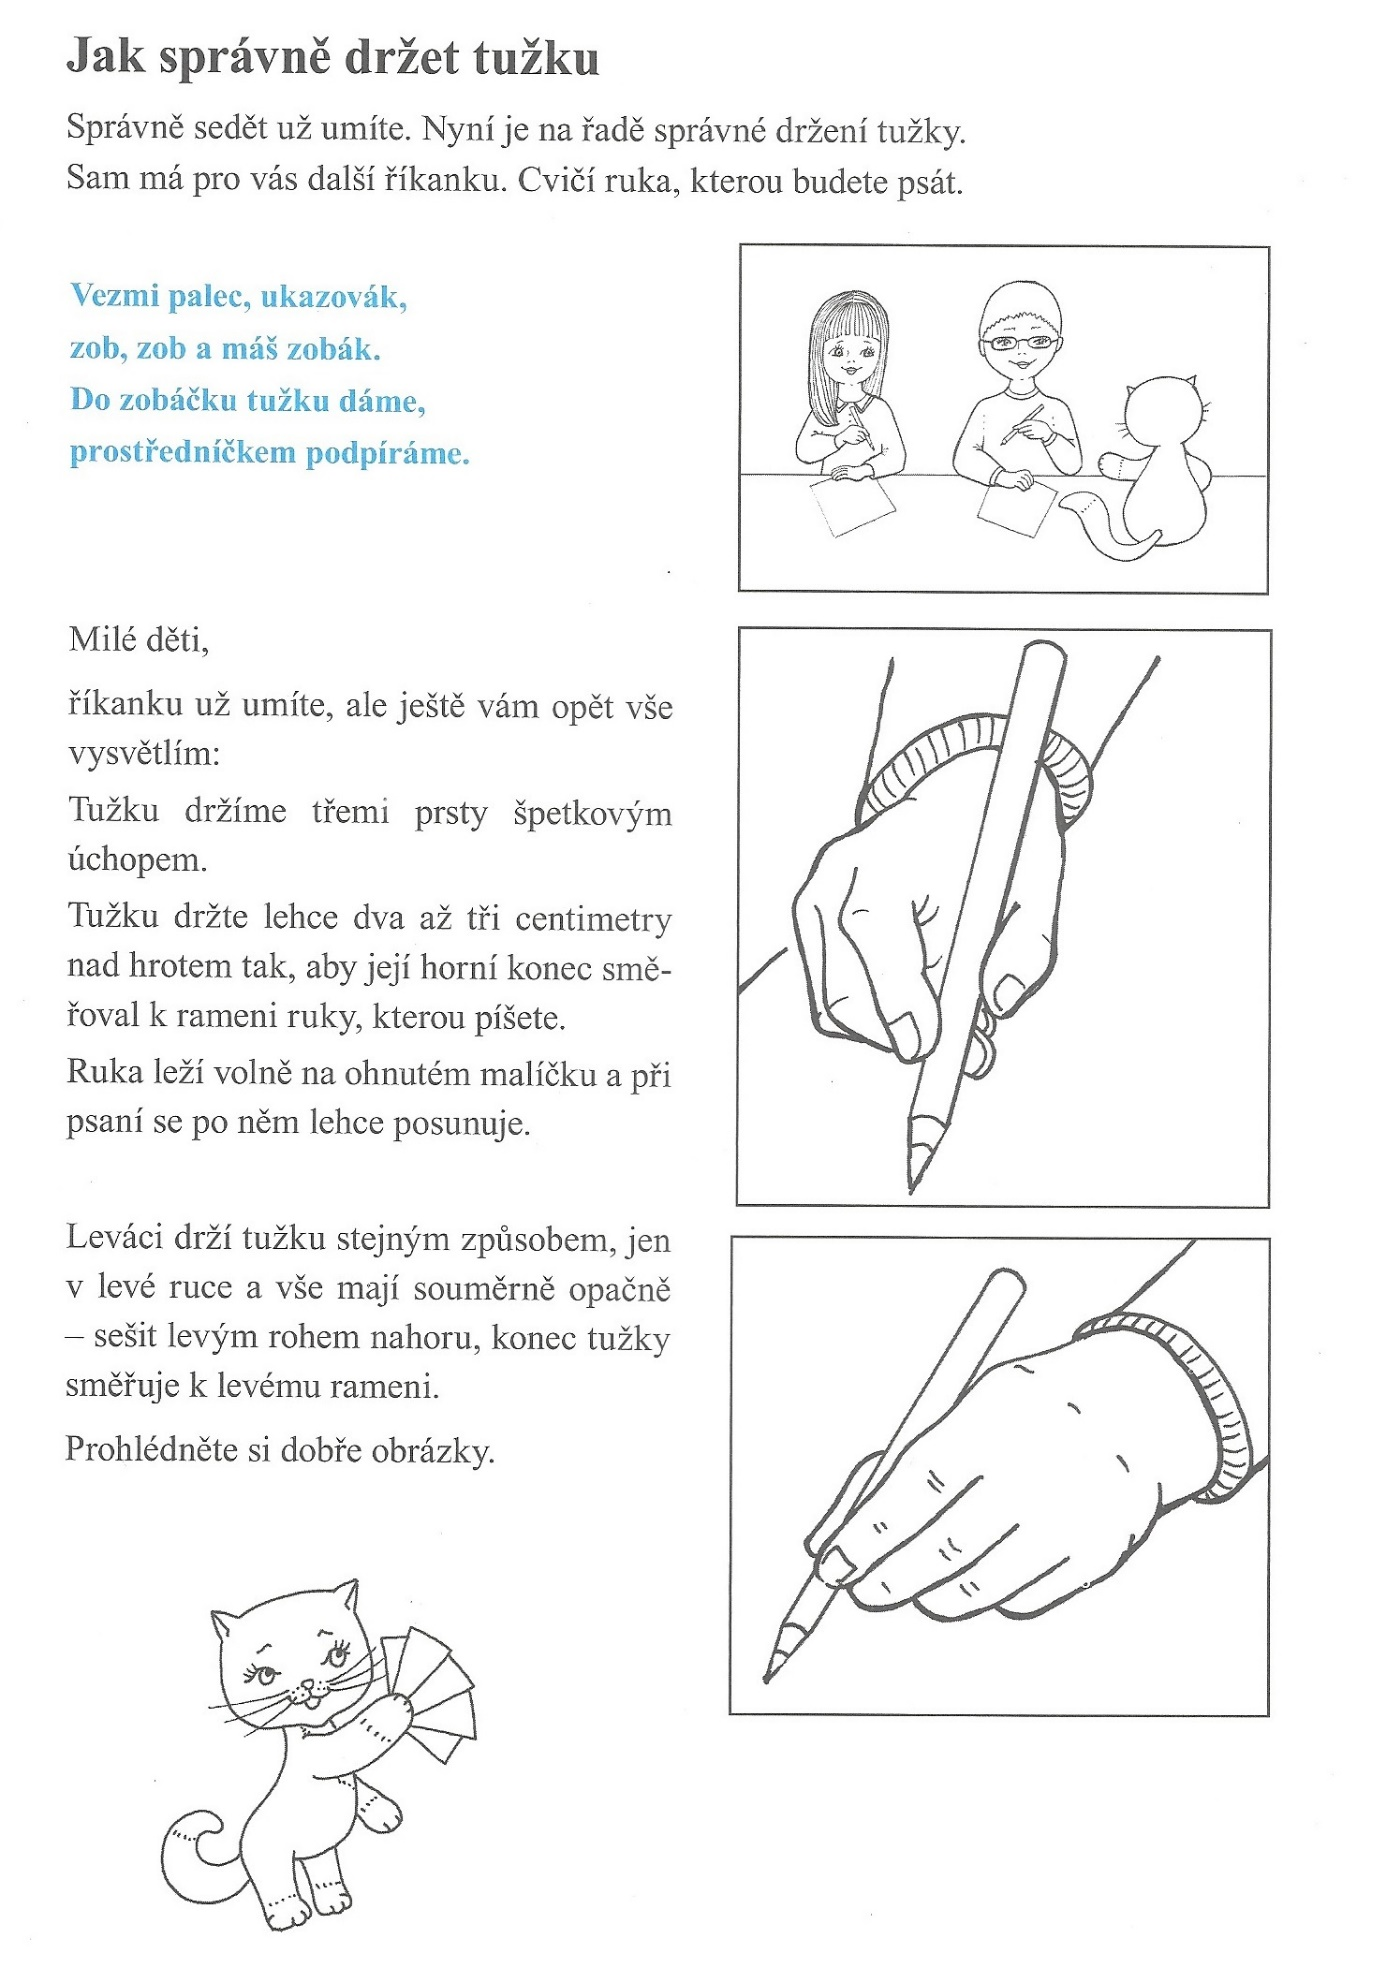 Jak správně držet tužku
Správně sedět už umíte. Nyní je na řadě správné držení tužky.
Sam má pro vás další říkanku. Cvičí ruka, kterou budete psát.
Vezmi palec, ukazovák,
zob, zob a máš zobák.
Do zobáčku tužku dáme,
prostředníčkem podpíráme.
Milé děti,
říkanku už umíte, ale ještě vám opět vše
vysvětlím:
Tužku držíme třemi prsty špetkovým
úchopem.
Tužku držte lehce dva až tři centimetry
nad hrotem tak, aby její horní konec smě-
řoval k rameni ruky, kterou píšete.
Ruka leží volně na ohnutém malíčku a při
psaní se po něm lehce posunuje.
Leváci drží tužku stejným způsobem, jen
v levé ruce a vše mají souměrně opačně
– sešit levým rohem nahoru, konec tužky
směřuje k levému rameni.
Prohlédněte si dobře obrázky.